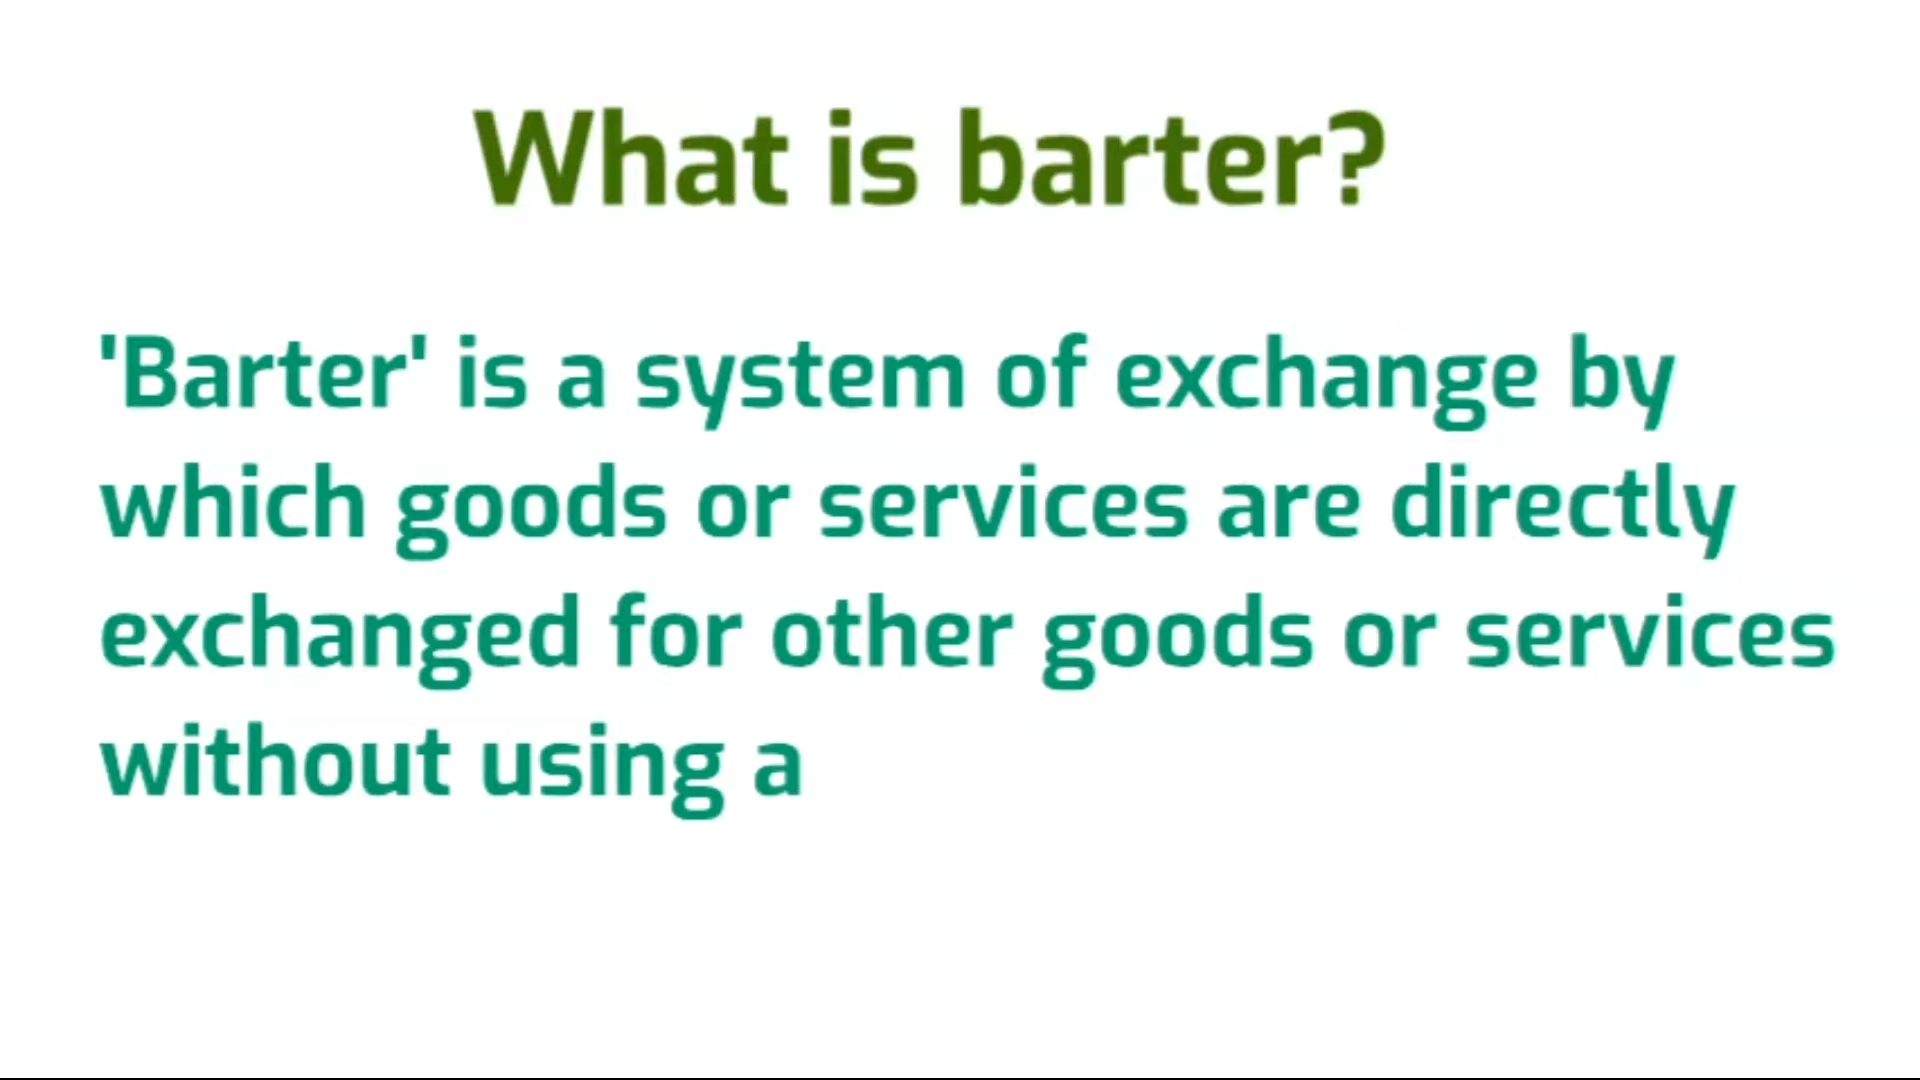 What is barter?
'Barter' is a system of exchange by
which goods or services are directly
exchanged for other goods or services
without using a